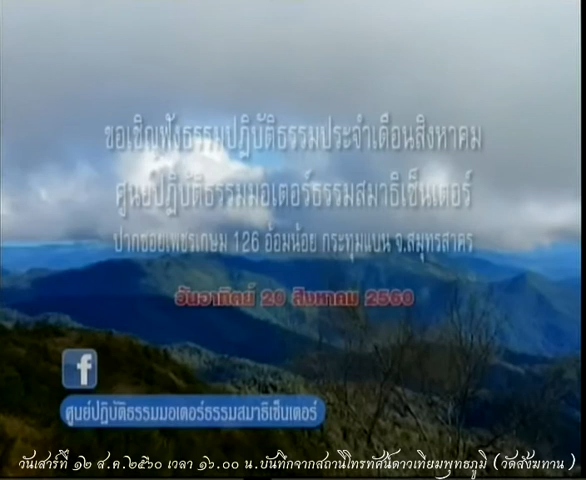 ขอเชิญฟังธรรมปฏิบัติธรรมประจำเดือนสิงหาคม
ศูนย์ปฏิบัติธรรมมอเตอร์ธรรมสมาธิเซ็นเตอร์
ปากซอยเพชรเกษม 126 อ้อมน้อย กระทุ่มแบน จ.สมุทรสาคร
วันอาทิตย์ 20 สิงหาคม 2560
f
ศูนย์ปฏิบัติธรรมมอเตอร์ธรรมสมาธิเซ็นเตอร์
วันเสาร์ที่ ๑๒ ส.ค.๒๕๖๐ เวลา ๑๖.๐๐ น.บันทึกจากสถานีโทรทัศน์ดาวเทียมพุทธภูมิ (วัดสังฆทาน)